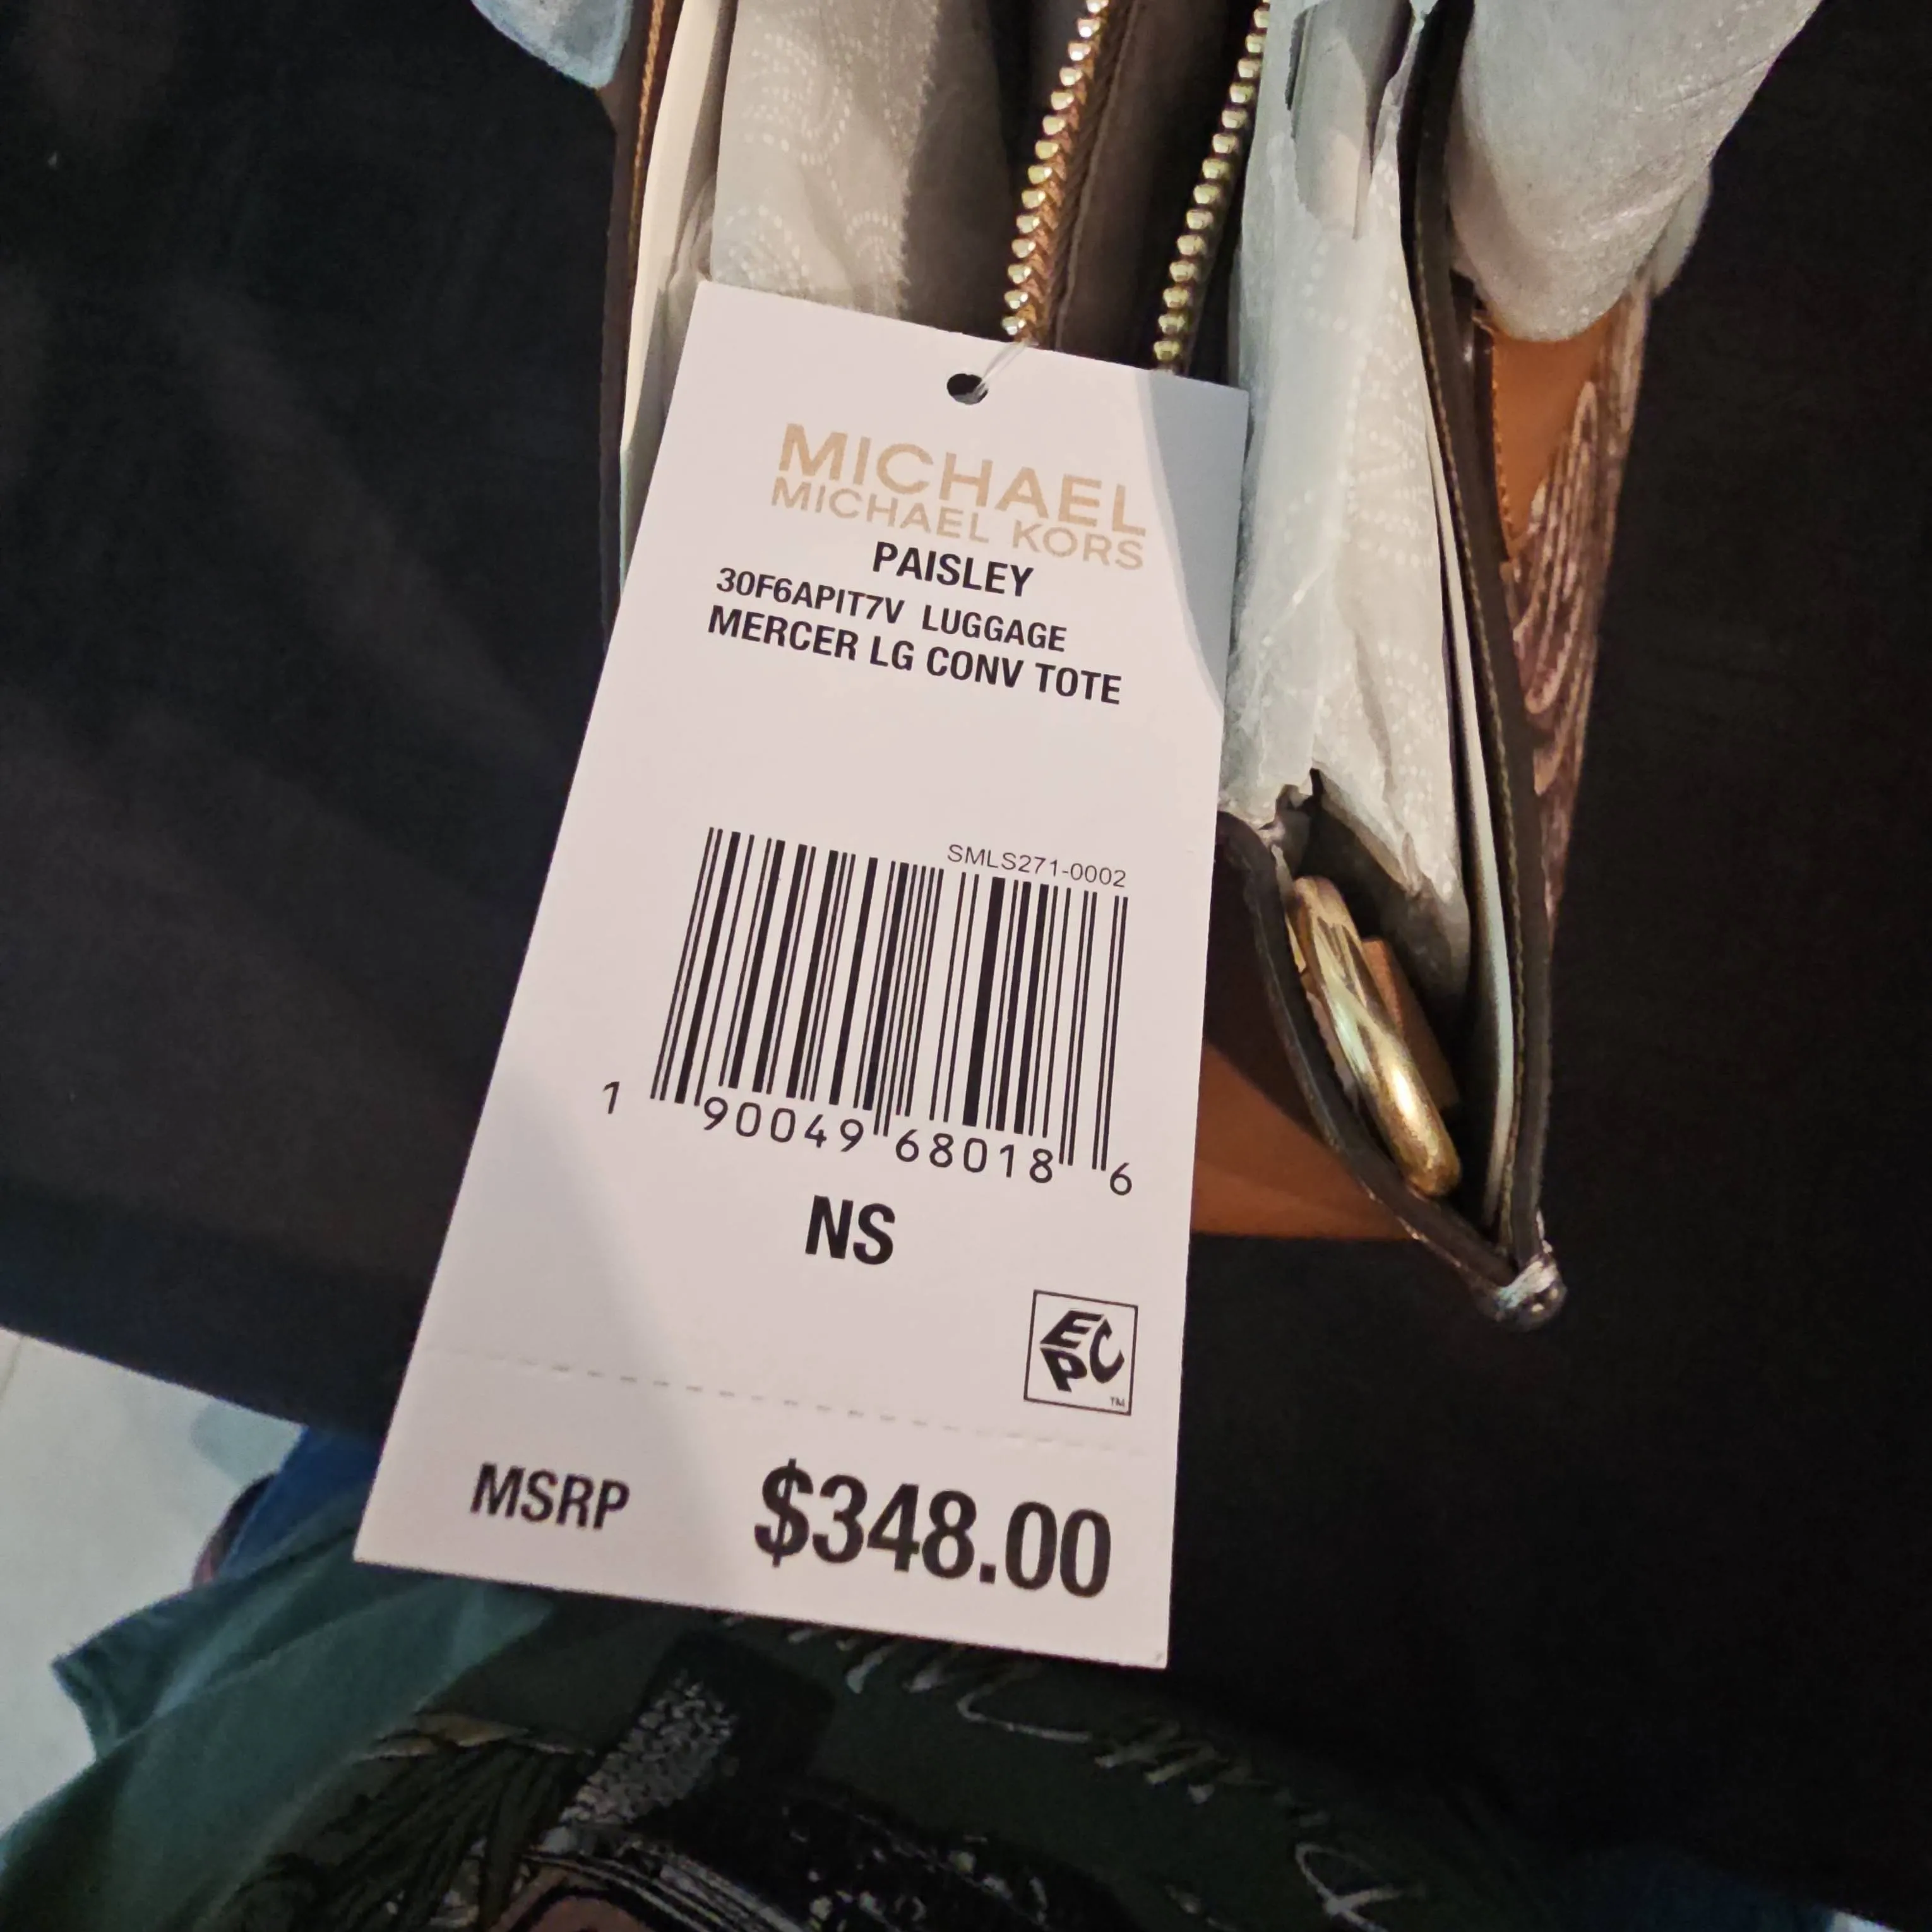 MICHAEL
MICHAEL KORS
PAISLEY
30F6APIT7V LUGGAGE
MERCER LG CONV TOTE
SMLS271-0002
1 90049 68018 6
NS
EPC
TM
MSRP $348.00